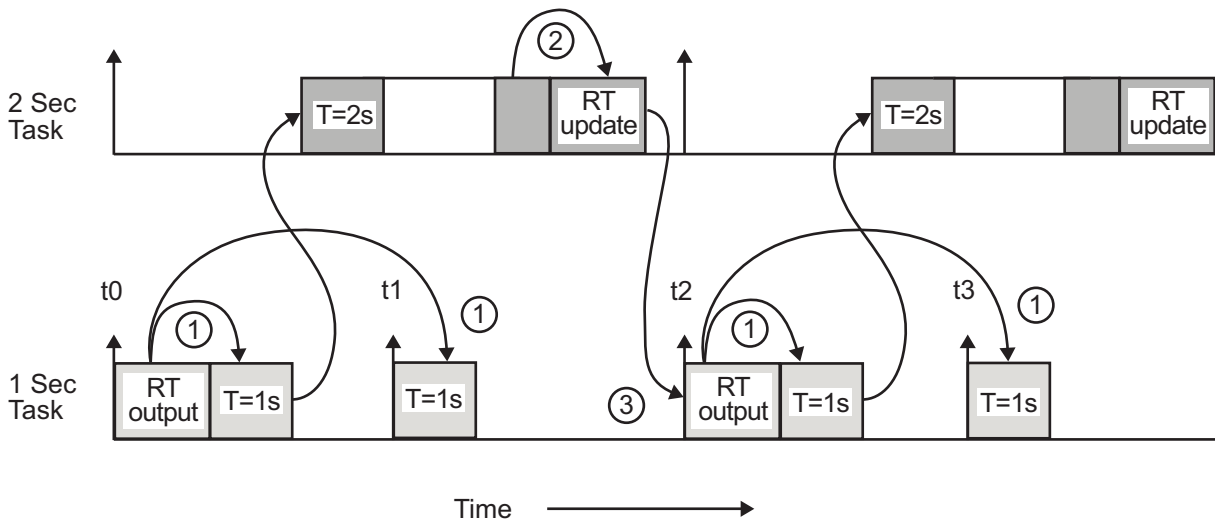 2
2 Sec
Task
T=2s
RT
update
T=2s
RT
update
t0
t1
t2
t3
1
1
1
1
1 Sec
Task
RT
output
T=1s
T=1s
3
RT
output
T=1s
T=1s
Time